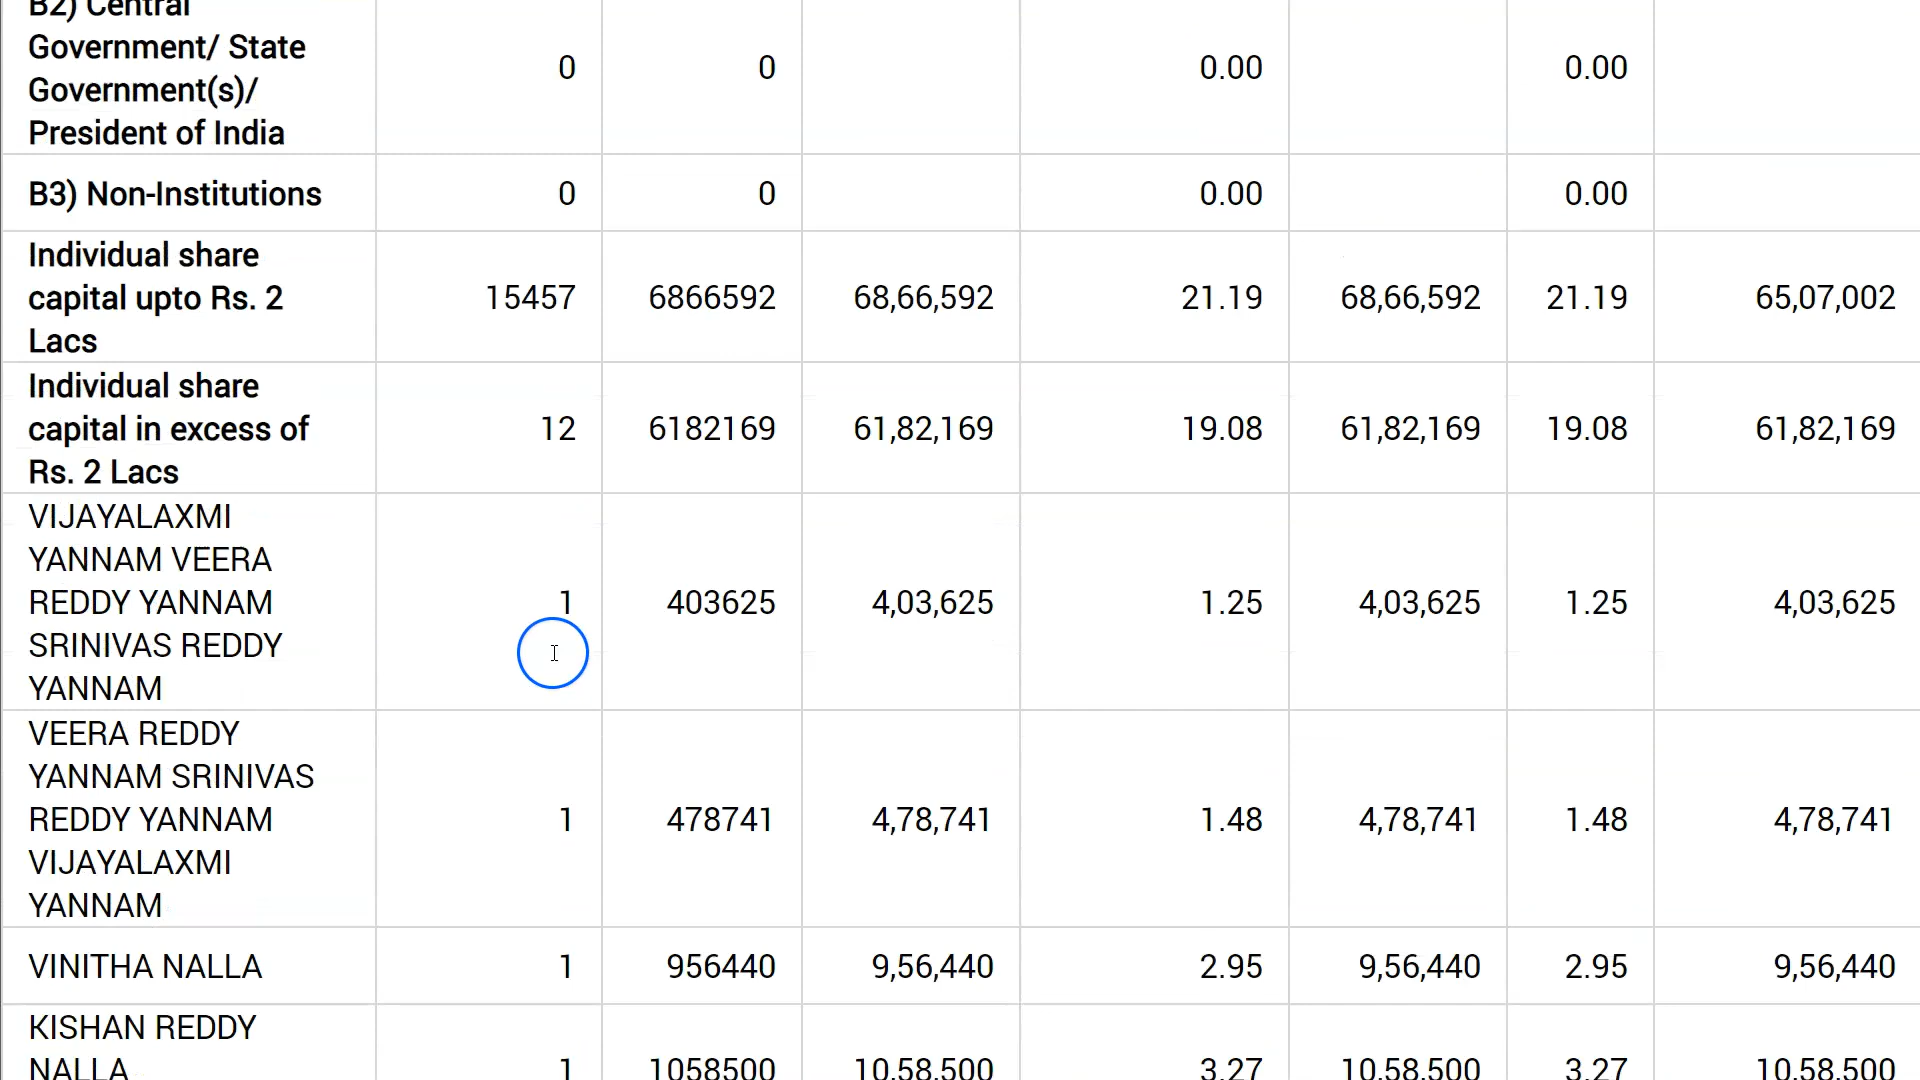 B2) Central
Government/ State
Government(s)/
President of India
0 0 0.00 0.00
B3) Non-Institutions 0 0 0.00 0.00
Individual share
capital upto Rs. 2
Lacs
15457 6866592 68,66,592 21.19 68,66,592 21.19 65,07,002
Individual share
capital in excess of
Rs. 2 Lacs
12 6182169 61,82,169 19.08 61,82,169 19.08 61,82,169
VIJAYALAXMI
YANNAM VEERA
REDDY YANNAM
SRINIVAS REDDY
YANNAM
1 403625 4,03,625 1.25 4,03,625 1.25 4,03,625
VEERA REDDY
YANNAM SRINIVAS
REDDY YANNAM
VIJAYALAXMI
YANNAM
1 478741 4,78,741 1.48 4,78,741 1.48 4,78,741
VINITHA NALLA 1 956440 9,56,440 2.95 9,56,440 2.95 9,56,440
KISHAN REDDY
NALLA
1 1058500 10,58,500 3.27 10,58,500 3.27 10,58,500